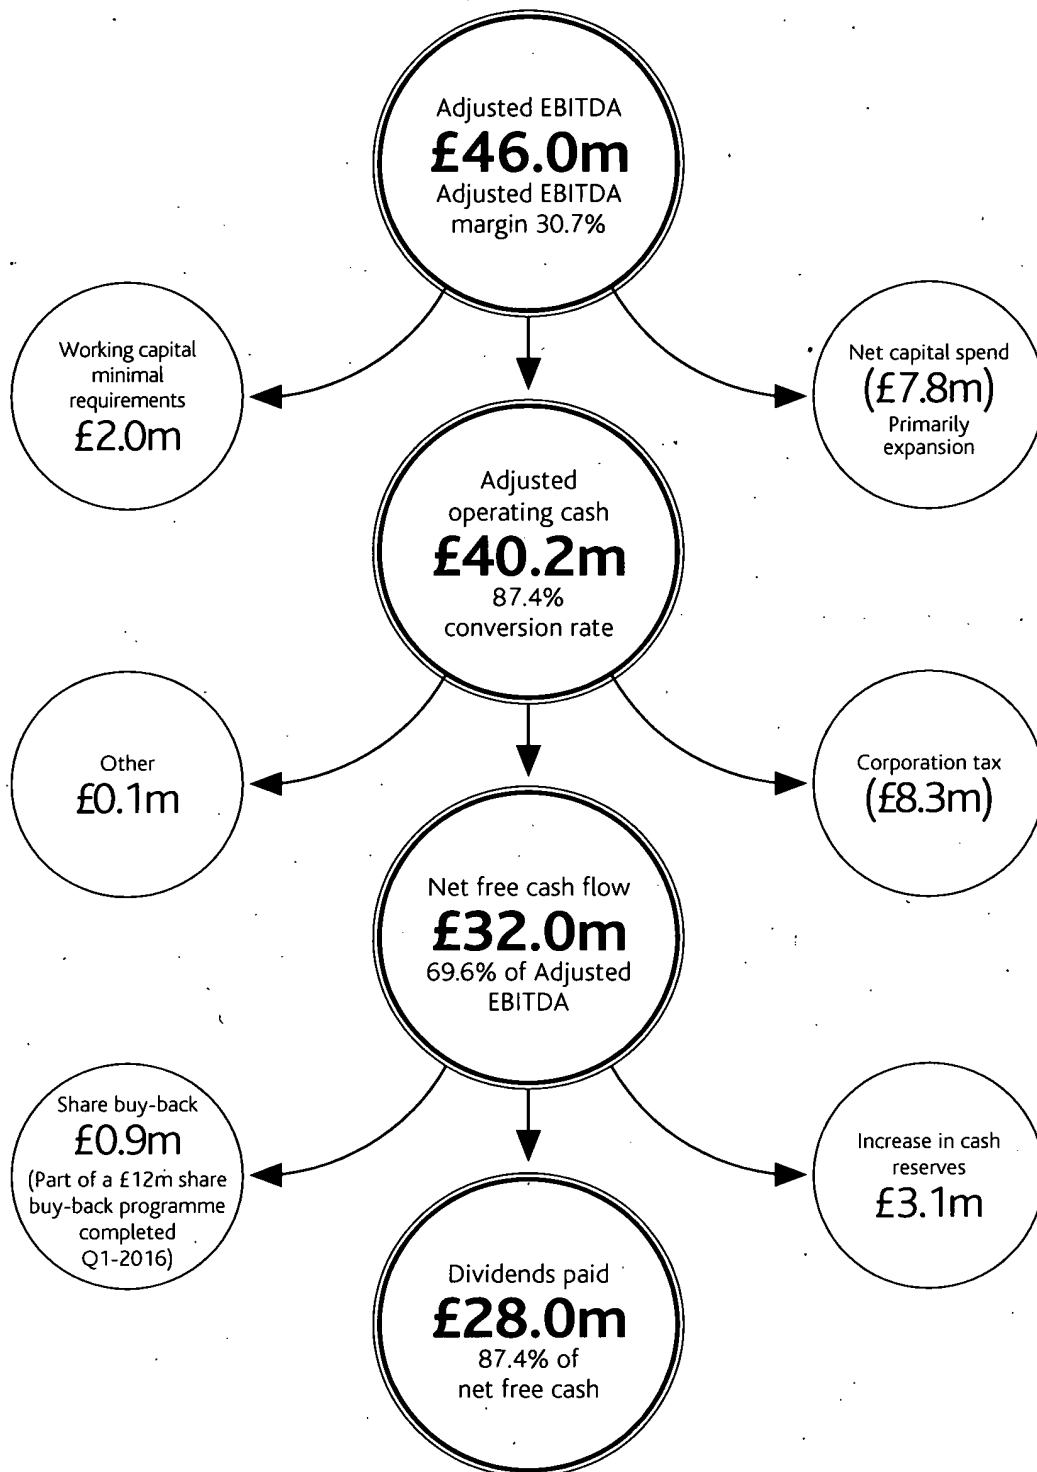 Adjusted EBITDA
£46.0m
Adjusted EBITDA
margin 30.7%
Working capital
minimal
requirements
£2.0m
Net capital spend
(£7.8m)
Primarily
expansion
Adjusted
operating cash
£40.2m
87.4%
conversion rate
Other
£0.1m
Corporation tax
(£8.3m)
Net free cash flow
£32.0m
69.6% of Adjusted
EBITDA
Share buy-back
£0.9m
(Part of a £12m share
buy-back programme
completed
Q1-2016)
Increase in cash
reserves
£3.1m
Dividends paid
£28.0m
87.4% of
net free cash